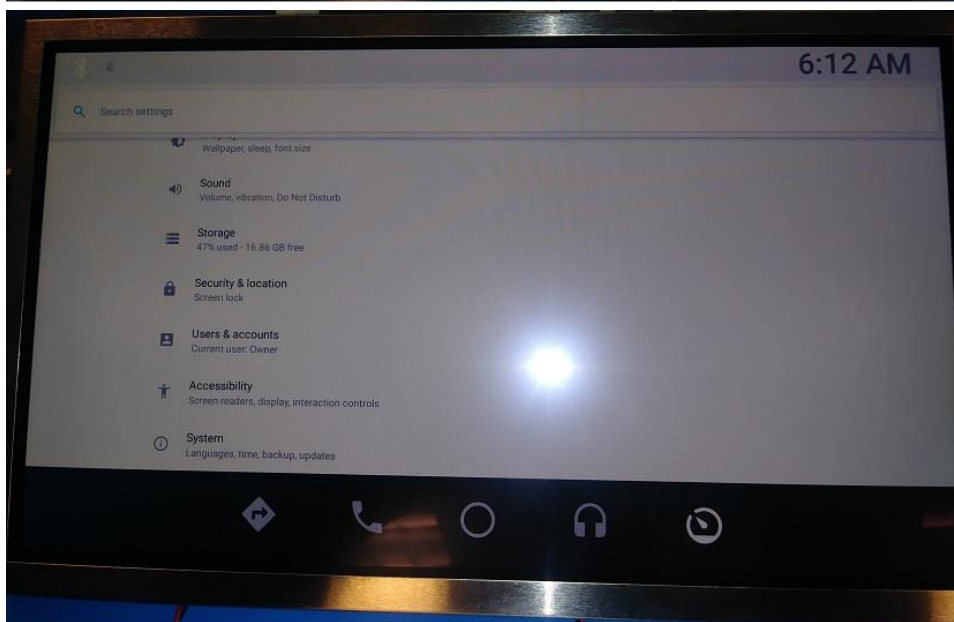 6:12 AM
Search settings
Wallpaper, sleep, font size
Sound
Volume, vibration, Do Not Disturb
Storage
47% used - 16.86 GB free
Security & location
Screen lock
Users & accounts
Current user: Owner
Accessibility
Screen readers, display, interaction controls
System
Languages, time, backup, updates